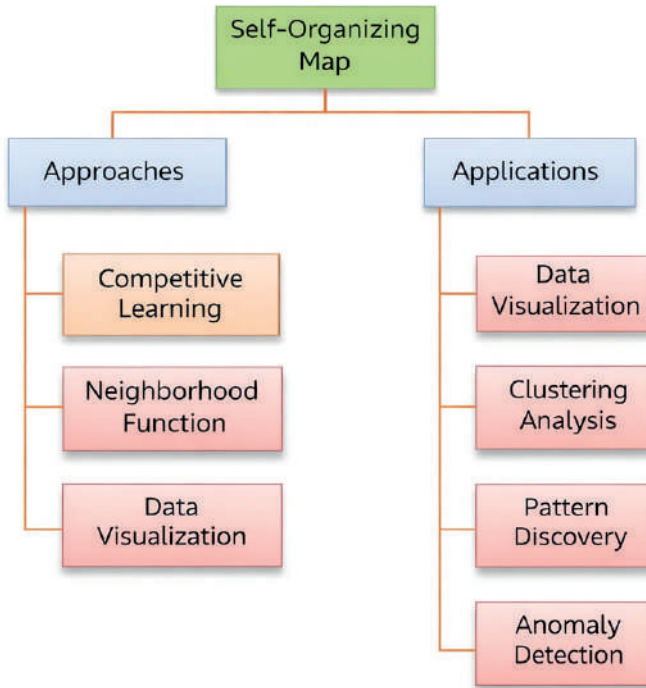 Self-Organizing
Map
Approaches
Competitive
Learning
Neighborhood
Function
Data
Visualization
Applications
Data
Visualization
Clustering
Analysis
Pattern
Discovery
Anomaly
Detection